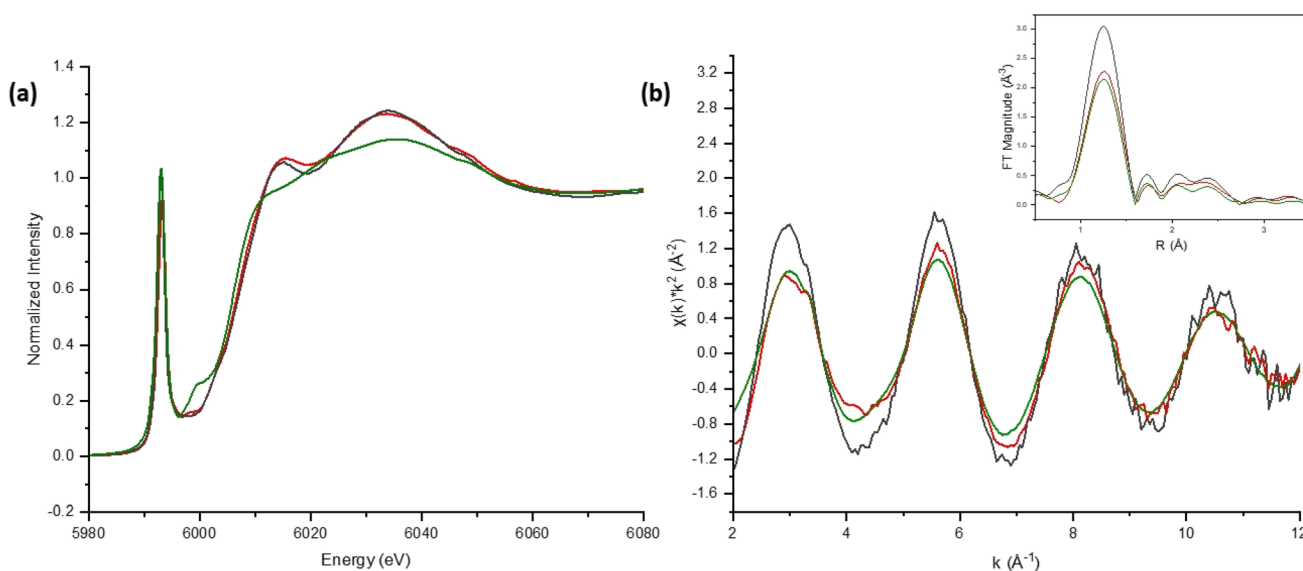 (a)
Normalized Intensity
1.4
1.2
1.0
0.8
0.6
0.4
0.2
0.0
-0.2
5980 6000 6020 6040 6060 6080
Energy (eV)
(b)
χ(k)*k² (Å⁻²)
3.2
2.8
2.4
2.0
1.6
1.2
0.8
0.4
0.0
-0.4
-0.8
-1.2
-1.6
2 4 6 8 10 12
k (Å⁻¹)
FT Magnitude (Å⁻³)
3.0
2.5
2.0
1.5
1.0
0.5
0.0
1 2 3
R (Å)